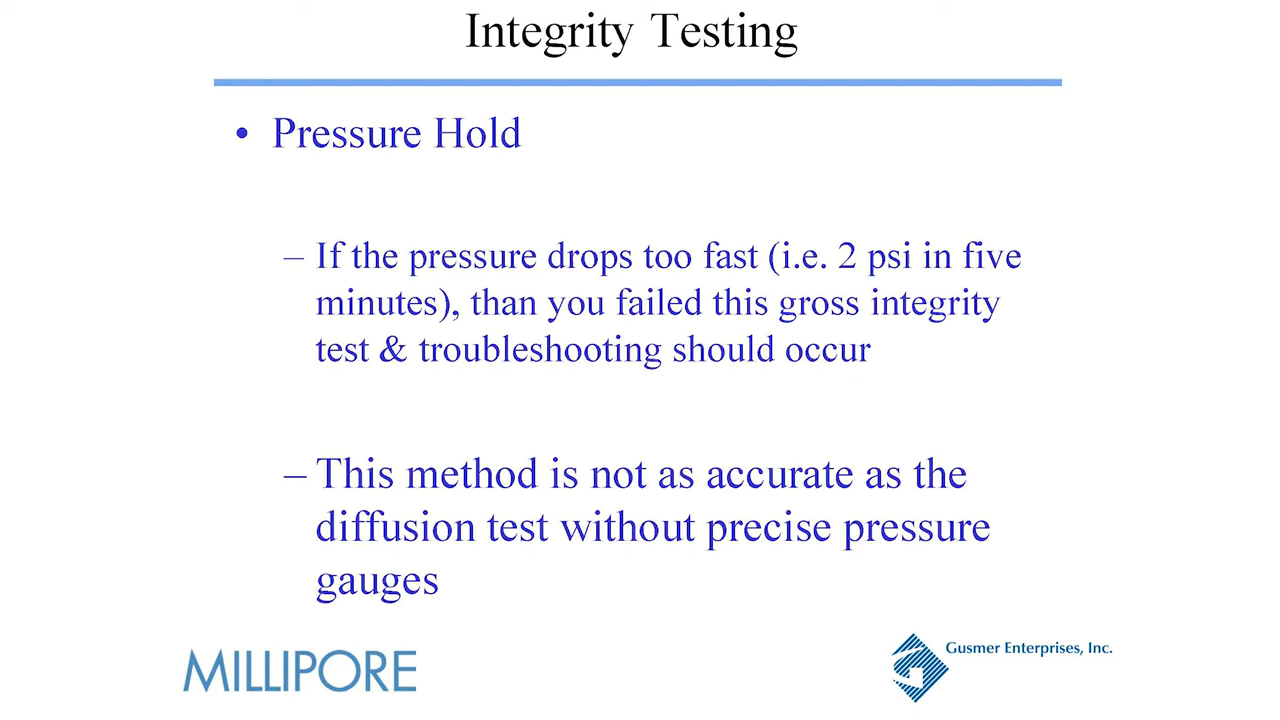 Integrity Testing
• Pressure Hold
– If the pressure drops too fast (i.e. 2 psi in five
minutes), than you failed this gross integrity
test & troubleshooting should occur
– This method is not as accurate as the
diffusion test without precise pressure
gauges
MILLIPORE
Gusmer Enterprises, Inc.